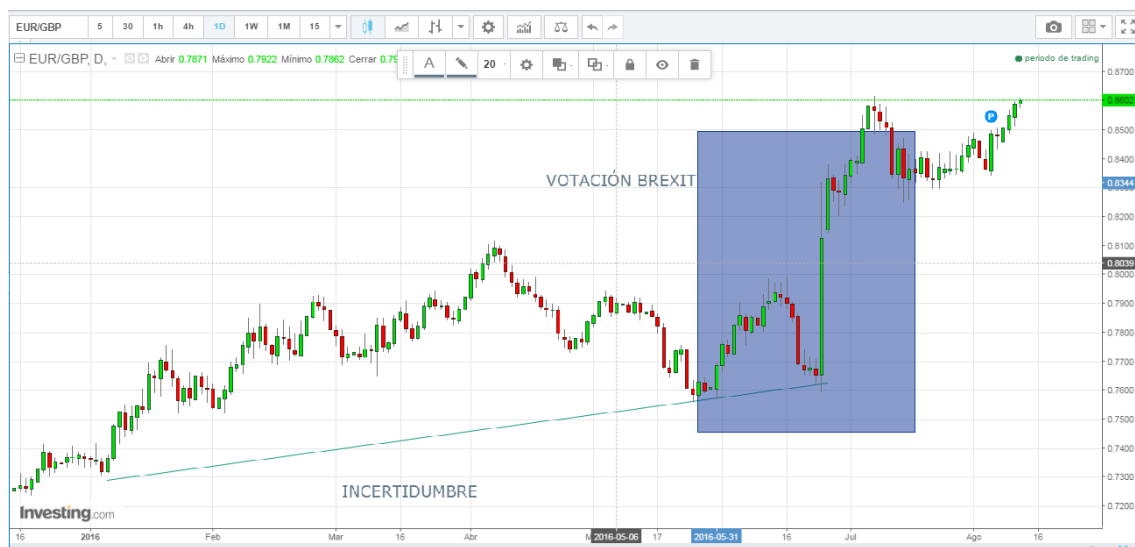 EUR/GBP 5 30 1h 4h 1D 1W 1M 15
EUR/GBP, D, Abrir 0.7871 Máximo 0.7922 Mínimo 0.7862 Cerrar 0.79
A 20
periodo de trading
0.8700
0.8602
P
0.8500
0.8400
VOTACIÓN BREXIT
0.8344
0.8300
0.8200
0.8100
0.8039
0.8000
0.7900
0.7800
0.7700
0.7600
0.7500
0.7400
INCERTIDUMBRE
0.7300
Investing.com
0.7200
16 2016 Feb Mar 16 Abr M 2016-05-06 17 2016-05-31 16 Jul Ago 16